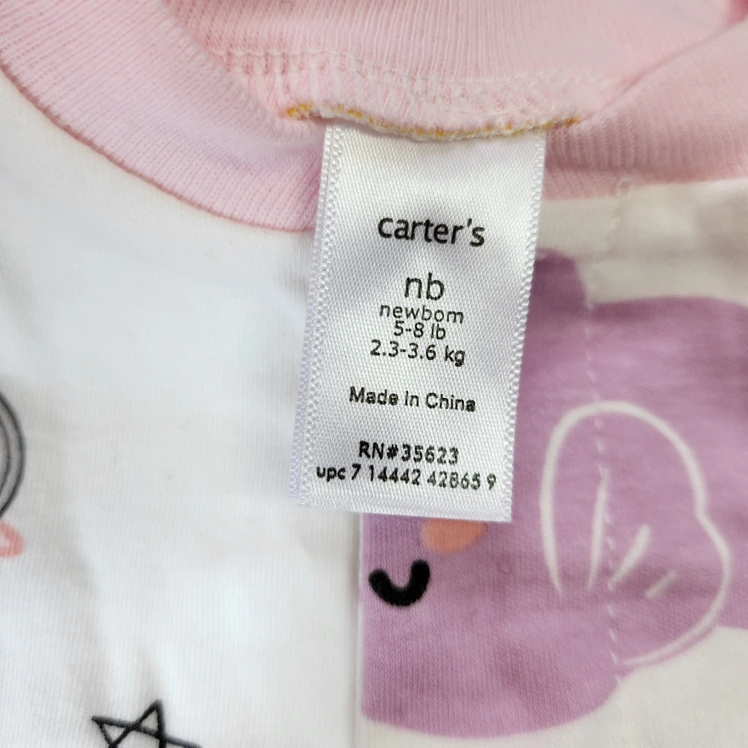 carter's
nb
newborn
5-8 lb
2.3-3.6 kg
Made in China
RN#35623
upc 7 14442 42865 9